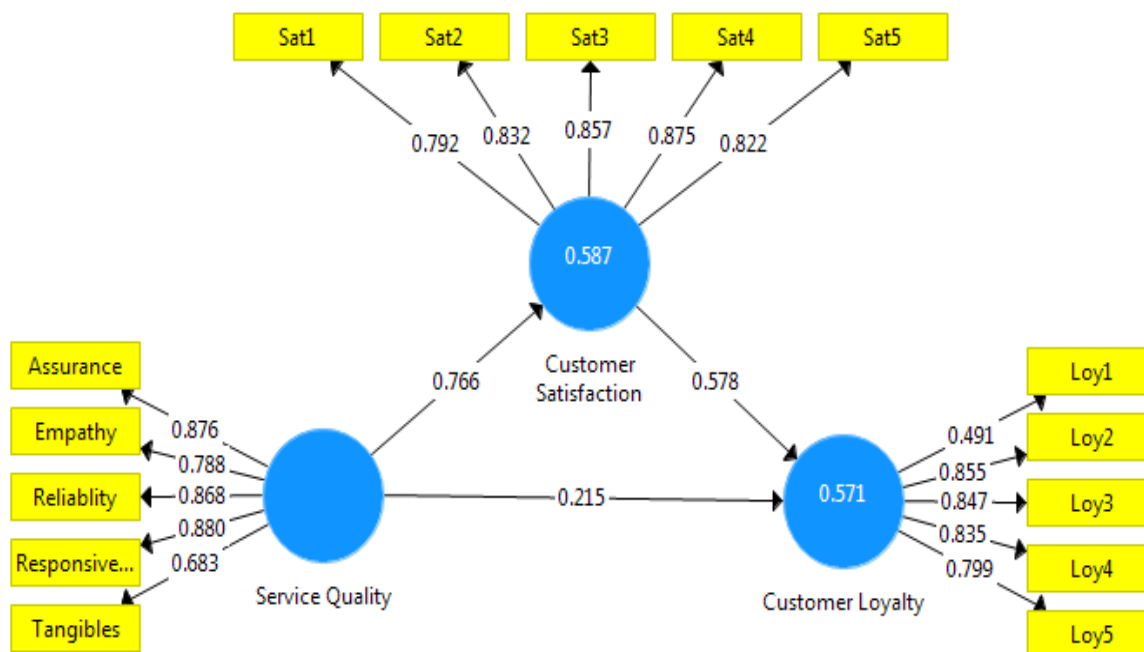 Sat1
Sat2
Sat3
Sat4
Sat5
0.792
0.832
0.857
0.875
0.822
0.587
Customer
Satisfaction
0.766
0.578
Assurance
Empathy
Reliablity
Responsive...
Tangibles
0.876
0.788
0.868
0.880
0.683
Service Quality
0.215
0.571
Customer Loyalty
0.491
0.855
0.847
0.835
0.799
Loy1
Loy2
Loy3
Loy4
Loy5